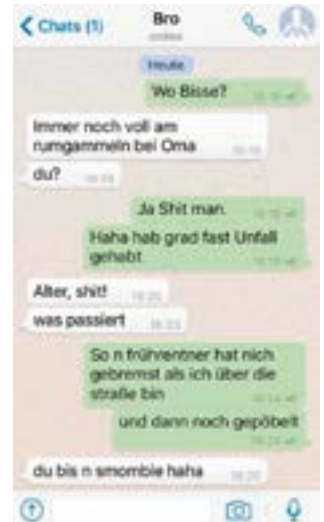 Chats (1)
Bro
online
Heute
Wo Bisse?
Immer noch voll am
rumgammeln bei Oma
du?
Ja Shit man.
Haha hab grad fast Unfall
gehabt
Alter, shit!
was passiert
So n frührentner hat nich
gebremst als ich über die
straße bin
und dann noch gepöbelt
du bis n smombie haha